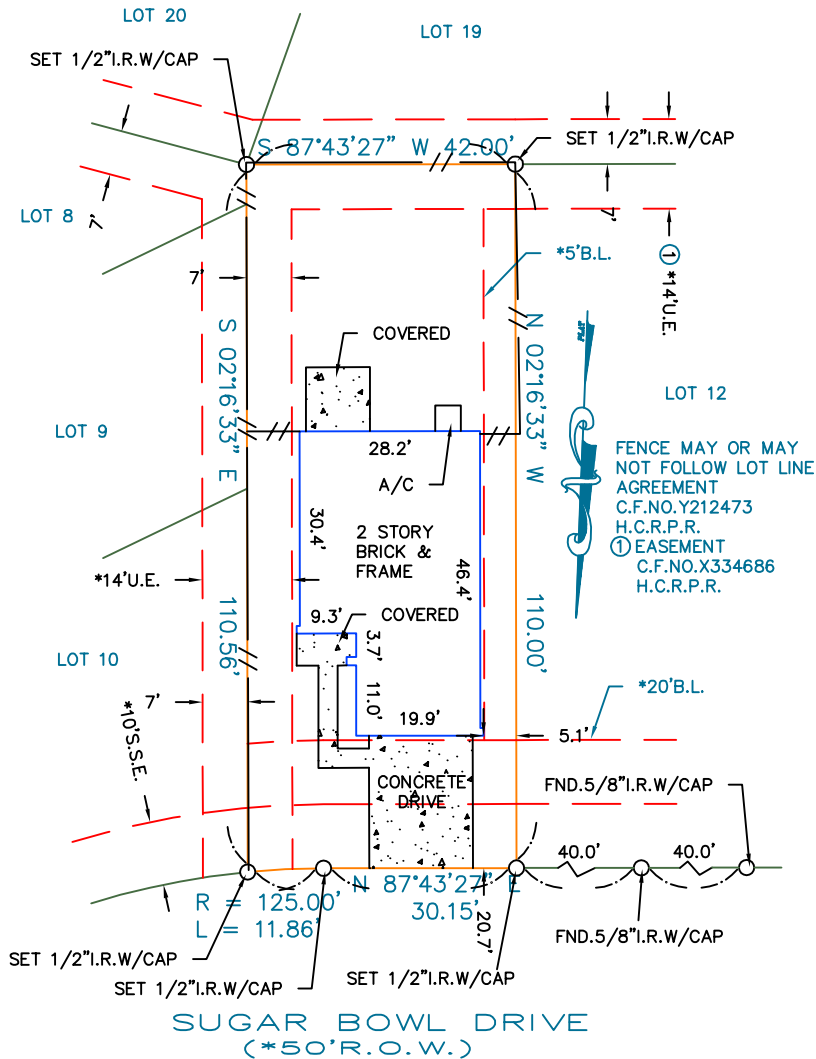 LOT 20
LOT 19
SET 1/2"I.R.W/CAP
S 87°43'27" W 42.00'
SET 1/2"I.R.W/CAP
LOT 8
7'
7'
7'
*5'B.L.
① *14'U.E.
S 02°16'33" E
110.56'
N 02°16'33" W
110.00'
PLAT
COVERED
LOT 12
LOT 9
28.2'
A/C
30.4'
2 STORY
BRICK &
FRAME
46.4'
FENCE MAY OR MAY
NOT FOLLOW LOT LINE
AGREEMENT
C.F.NO.Y212473
H.C.R.P.R.
① EASEMENT
C.F.NO.X334686
H.C.R.P.R.
*14'U.E.
9.3'
COVERED
3.7'
LOT 10
11.0'
7'
*20'B.L.
*10'S.S.E.
19.9'
5.1'
CONCRETE
DRIVE
FND.5/8"I.R.W/CAP
40.0'
40.0'
N 87°43'27" E
30.15'
R = 125.00'
L = 11.86'
20.7'
FND.5/8"I.R.W/CAP
SET 1/2"I.R.W/CAP
SET 1/2"I.R.W/CAP
SET 1/2"I.R.W/CAP
SUGAR BOWL DRIVE
(*50'R.O.W.)